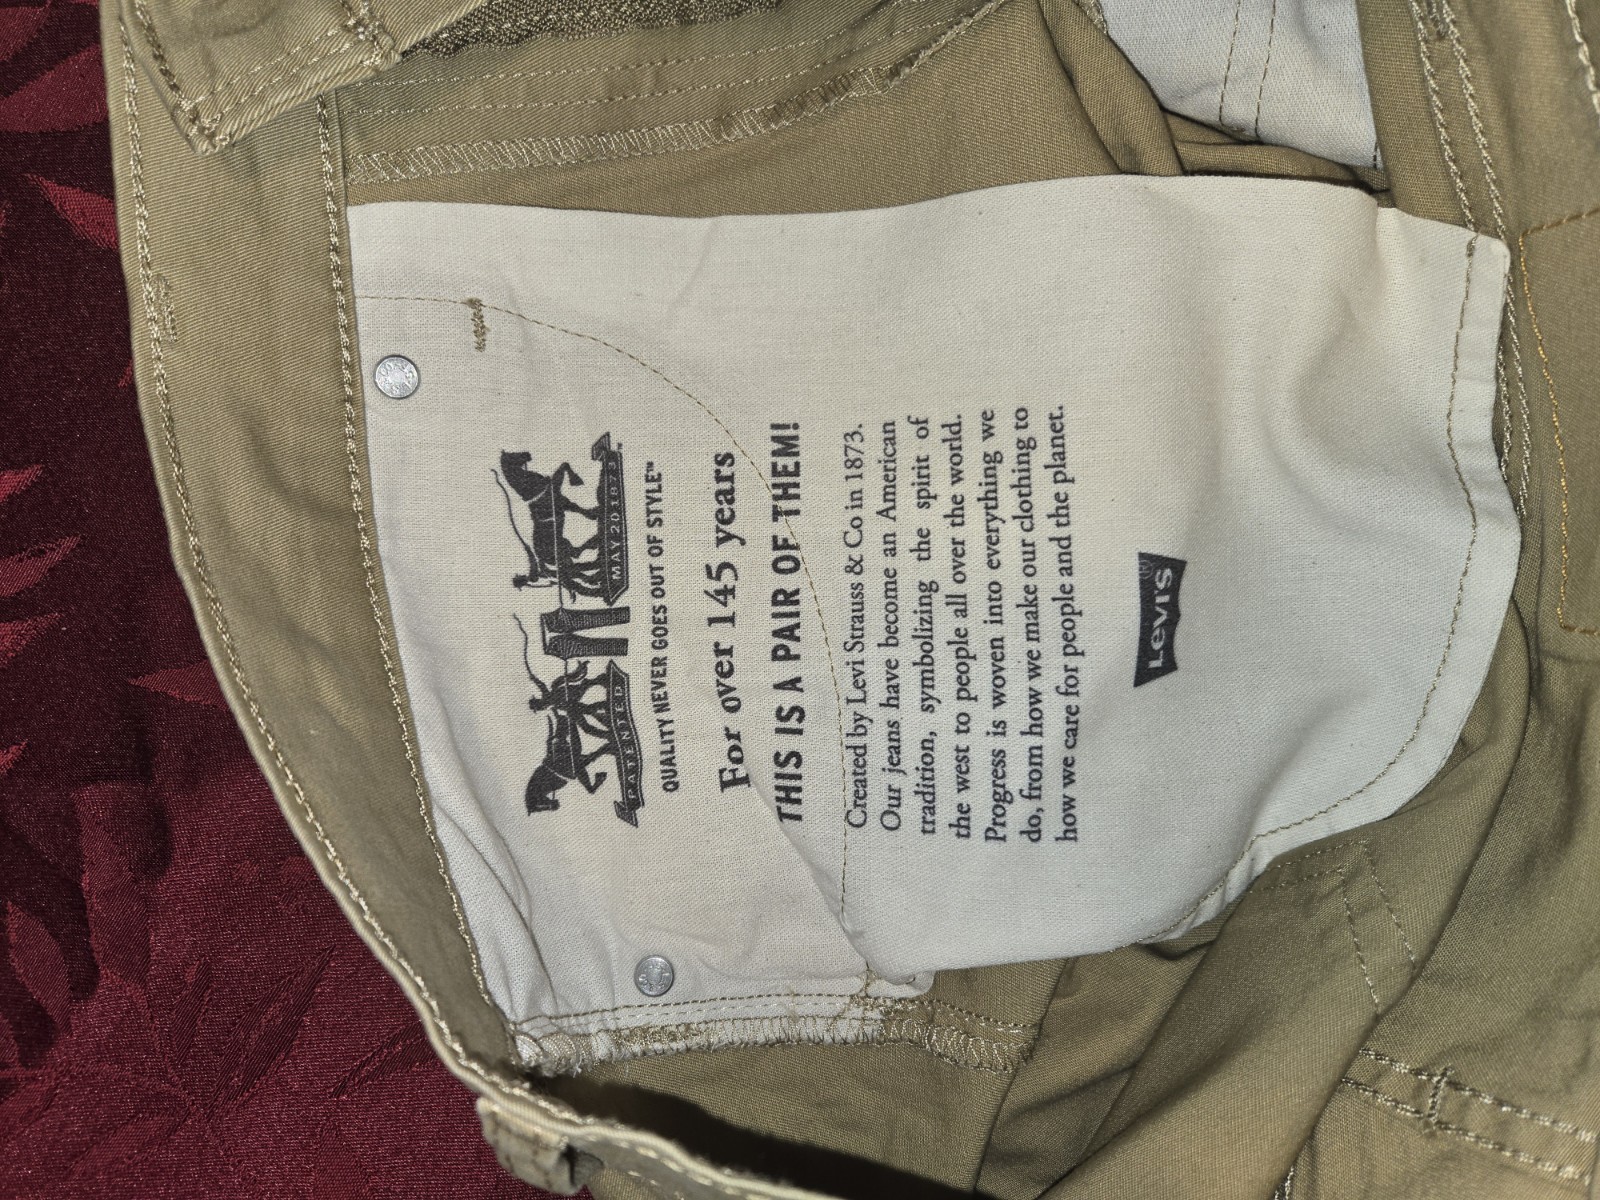 PATENTED MAY 20 1873™
QUALITY NEVER GOES OUT OF STYLE™
For over 145 years
THIS IS A PAIR OF THEM!
Created by Levi Strauss & Co in 1873.
Our jeans have become an American
tradition, symbolizing the spirit of
the west to people all over the world.
Progress is woven into everything we
do, from how we make our clothing to
how we care for people and the planet.
Levi's®